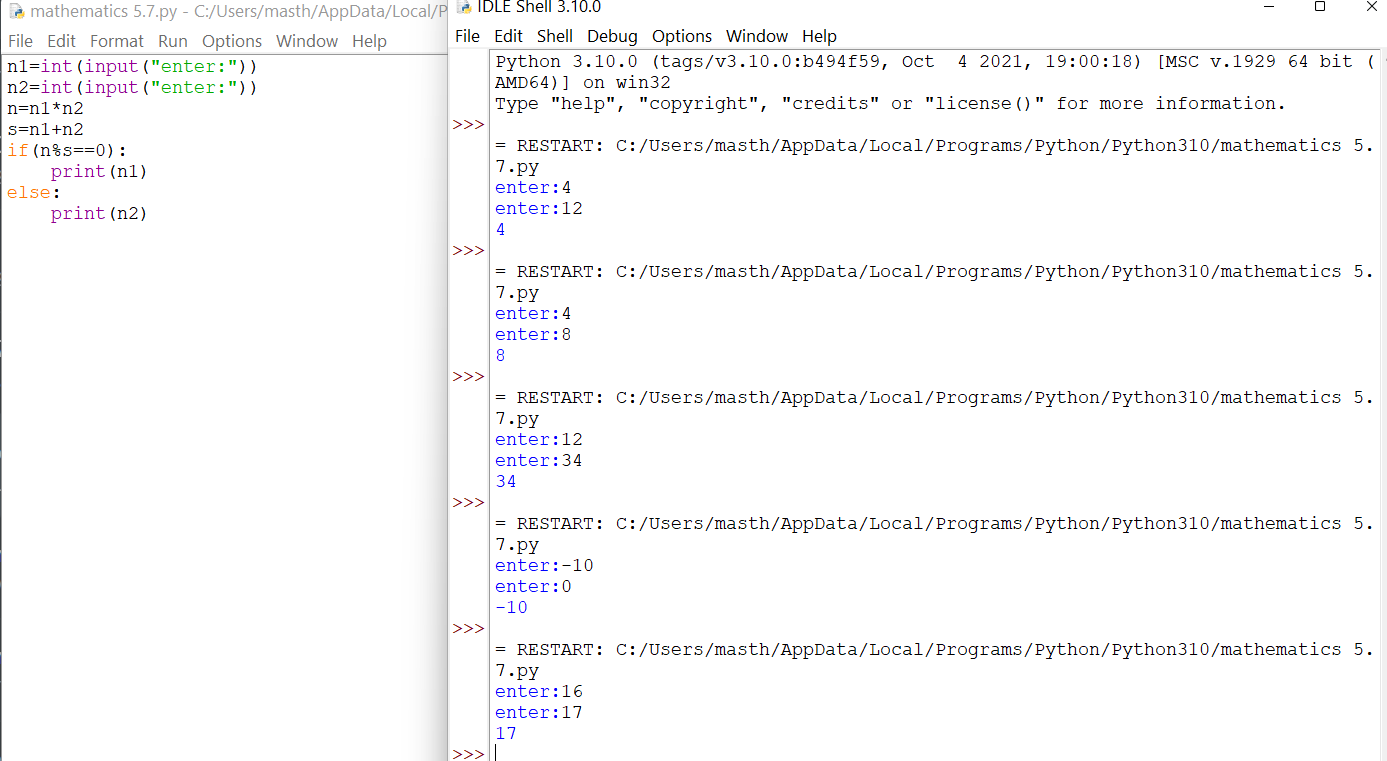 mathematics 5.7.py - C:/Users/masth/AppData/Local/P
File Edit Format Run Options Window Help
n1=int(input("enter:"))
n2=int(input("enter:"))
n=n1*n2
s=n1+n2
if(n%s==0):
    print(n1)
else:
    print(n2)
IDLE Shell 3.10.0
File Edit Shell Debug Options Window Help
Python 3.10.0 (tags/v3.10.0:b494f59, Oct  4 2021, 19:00:18) [MSC v.1929 64 bit (
AMD64)] on win32
Type "help", "copyright", "credits" or "license()" for more information.
>>>
= RESTART: C:/Users/masth/AppData/Local/Programs/Python/Python310/mathematics 5.
7.py
enter:4
enter:12
4
>>>
= RESTART: C:/Users/masth/AppData/Local/Programs/Python/Python310/mathematics 5.
7.py
enter:4
enter:8
8
>>>
= RESTART: C:/Users/masth/AppData/Local/Programs/Python/Python310/mathematics 5.
7.py
enter:12
enter:34
34
>>>
= RESTART: C:/Users/masth/AppData/Local/Programs/Python/Python310/mathematics 5.
7.py
enter:-10
enter:0
-10
>>>
= RESTART: C:/Users/masth/AppData/Local/Programs/Python/Python310/mathematics 5.
7.py
enter:16
enter:17
17
>>>